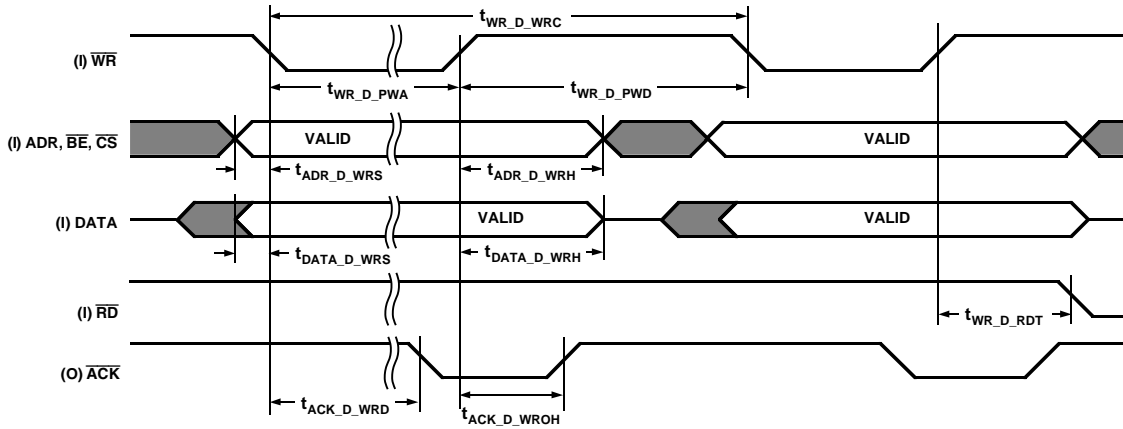 tWR_D_WRC
(I) WR
tWR_D_PWA
tWR_D_PWD
(I) ADR, BE, CS
VALID
VALID
tADR_D_WRS
tADR_D_WRH
(I) DATA
VALID
VALID
tDATA_D_WRS
tDATA_D_WRH
(I) RD
tWR_D_RDT
(O) ACK
tACK_D_WRD
tACK_D_WROH